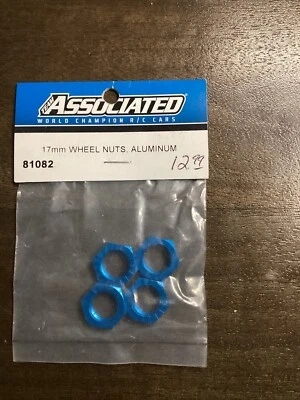 TEAM
ASSOCIATED
WORLD CHAMPION R/C CARS
17mm WHEEL NUTS, ALUMINUM
81082
12.99